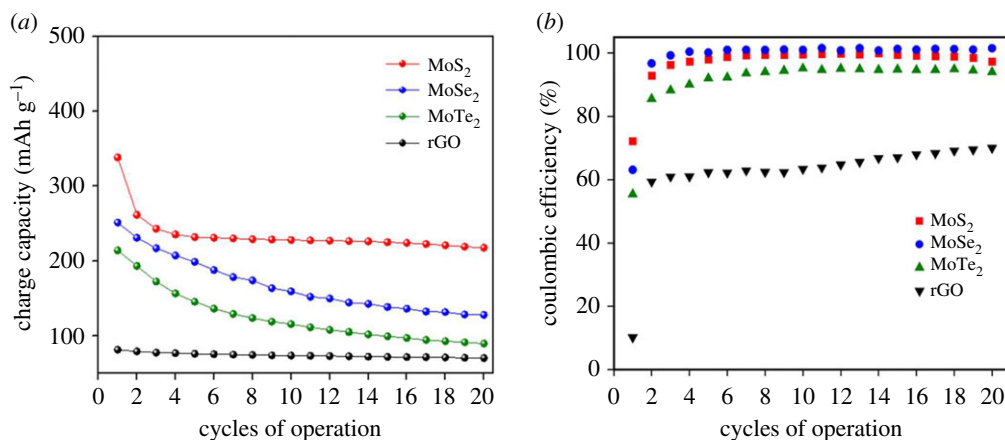 (a)
500
400
300
200
100
charge capacity (mAh g⁻¹)
MoS₂
MoSe₂
MoTe₂
rGO
0 2 4 6 8 10 12 14 16 18 20
cycles of operation
(b)
100
80
60
40
20
0
coulombic efficiency (%)
MoS₂
MoSe₂
MoTe₂
rGO
0 2 4 6 8 10 12 14 16 18 20
cycles of operation